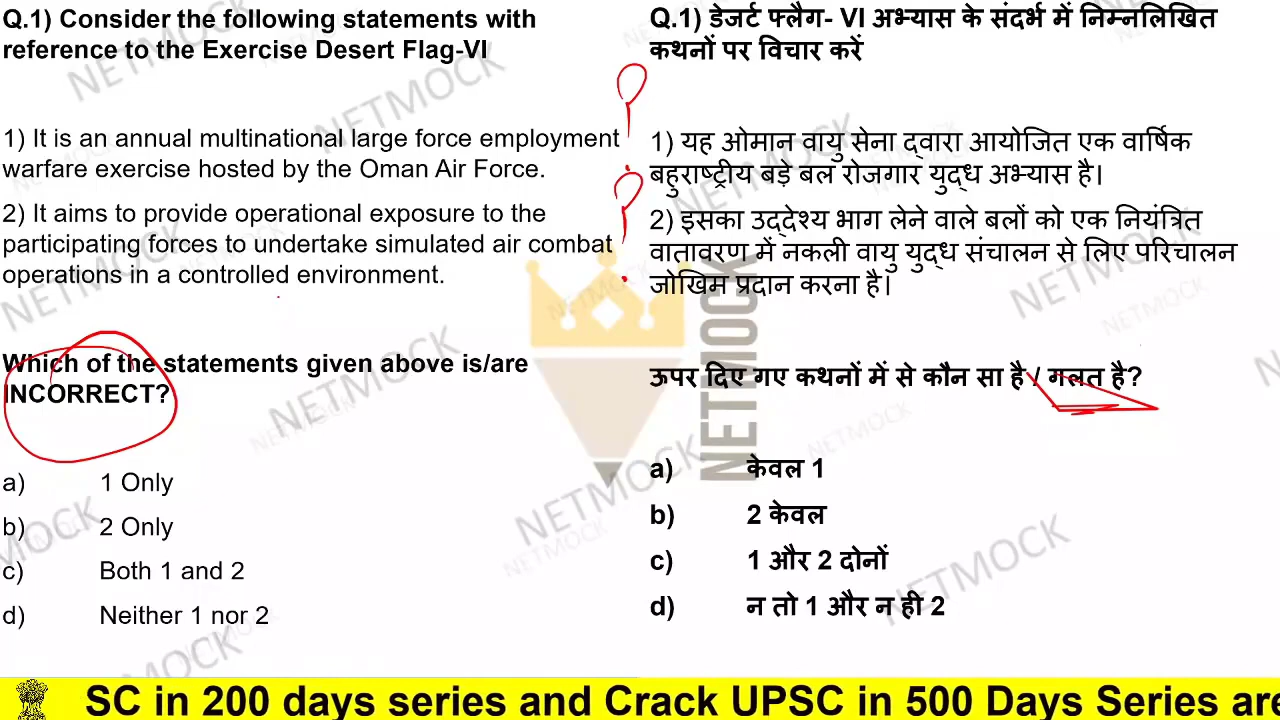 Q.1) Consider the following statements with
reference to the Exercise Desert Flag-VI
1) It is an annual multinational large force employment
warfare exercise hosted by the Oman Air Force.
2) It aims to provide operational exposure to the
participating forces to undertake simulated air combat
operations in a controlled environment.
Which of the statements given above is/are
INCORRECT?
a) 1 Only
b) 2 Only
c) Both 1 and 2
d) Neither 1 nor 2
Q.1) डेजर्ट फ्लैग- VI अभ्यास के संदर्भ में निम्नलिखित
कथनों पर विचार करें
1) यह ओमान वायु सेना द्वारा आयोजित एक वार्षिक
बहुराष्ट्रीय बड़े बल रोजगार युद्ध अभ्यास है।
2) इसका उद्देश्य भाग लेने वाले बलों को एक नियंत्रित
वातावरण में नकली वायु युद्ध संचालन से लिए परिचालन
जोखिम प्रदान करना है।
ऊपर दिए गए कथनों में से कौन सा है / गलत है?
a) केवल 1
b) 2 केवल
c) 1 और 2 दोनों
d) न तो 1 और न ही 2
NETMOCK
SC in 200 days series and Crack UPSC in 500 Days Series are